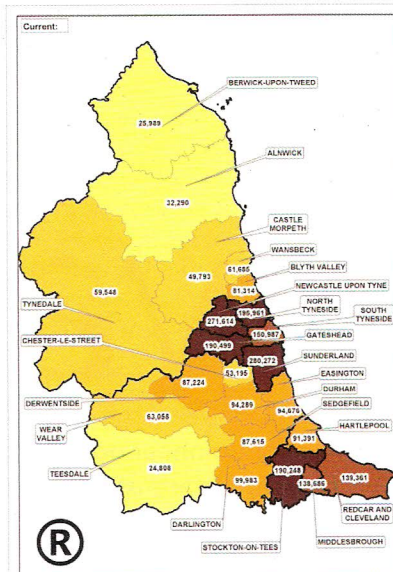 Current:
BERWICK-UPON-TWEED
25,989
ALNWICK
32,290
CASTLE
MORPETH
WANSBECK
61,685
49,793
BLYTH VALLEY
81,314
59,548
NEWCASTLE UPON TYNE
TYNEDALE
195,961
NORTH
TYNESIDE
271,614
SOUTH
TYNESIDE
150,987
CHESTER-LE-STREET
190,499
GATESHEAD
280,272
SUNDERLAND
53,195
EASINGTON
87,224
DURHAM
DERWENTSIDE
94,289
SEDGEFIELD
94,676
WEAR
VALLEY
63,055
HARTLEPOOL
87,615
91,391
TEESDALE
24,808
190,248
99,983
138,686
139,361
REDCAR AND
CLEVELAND
DARLINGTON
MIDDLESBROUGH
STOCKTON-ON-TEES
R